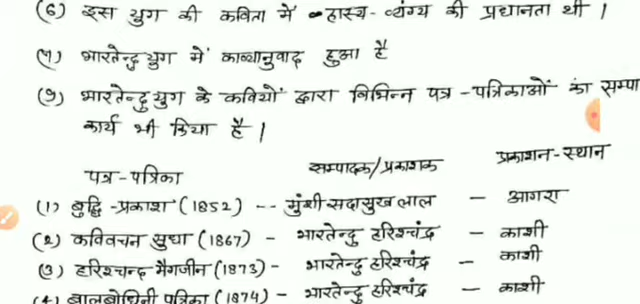 (6) इस युग की कविता में हास्य-व्यंग्य की प्रधानता थी ।
(7) भारतेन्दु युग में काव्यानुवाद हुआ है
(9) भारतेन्दु युग के कवियों द्वारा विभिन्न पत्र-पत्रिकाओं का सम्पा
कार्य भी किया है ।
पत्र-पत्रिका सम्पादक/प्रकाशक प्रकाशन-स्थान
(1) बुद्धि-प्रकाश (1852) -- मुंशी सदासुख लाल - आगरा
(2) कविवचन सुधा (1867) - भारतेन्दु हरिश्चंद्र - काशी
(3) हरिश्चन्द्र मैगजीन (1873) - भारतेन्दु हरिश्चंद्र - काशी
(4) बालबोधिनी पत्रिका (1874) - भारतेन्दु हरिश्चंद्र - काशी